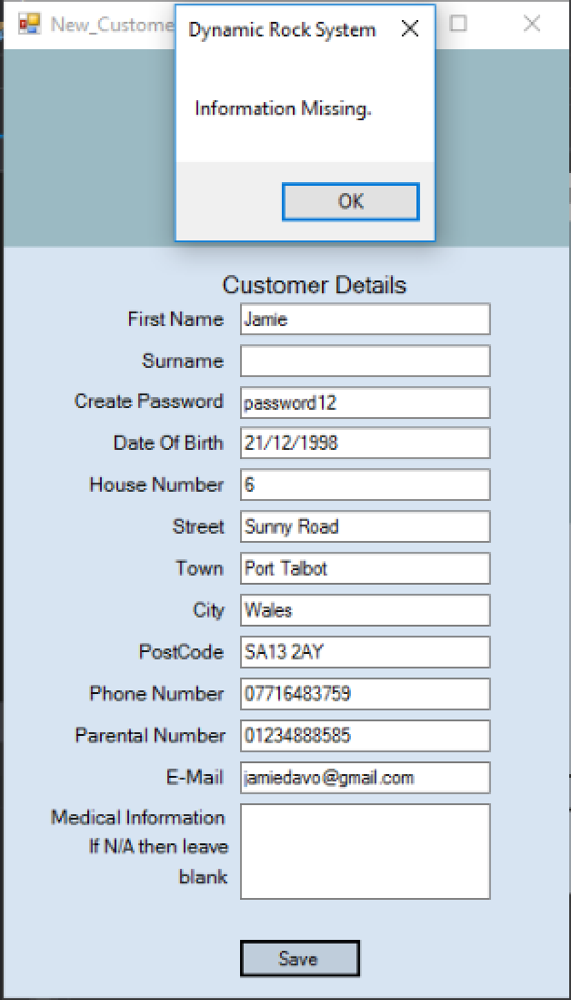 New_Custome
Dynamic Rock System
Information Missing.
OK
Customer Details
First Name Jamie
Surname
Create Password password12
Date Of Birth 21/12/1998
House Number 6
Street Sunny Road
Town Port Talbot
City Wales
PostCode SA13 2AY
Phone Number 07716483759
Parental Number 01234888585
E-Mail jamiedavo@gmail.com
Medical Information
If N/A then leave
blank
Save